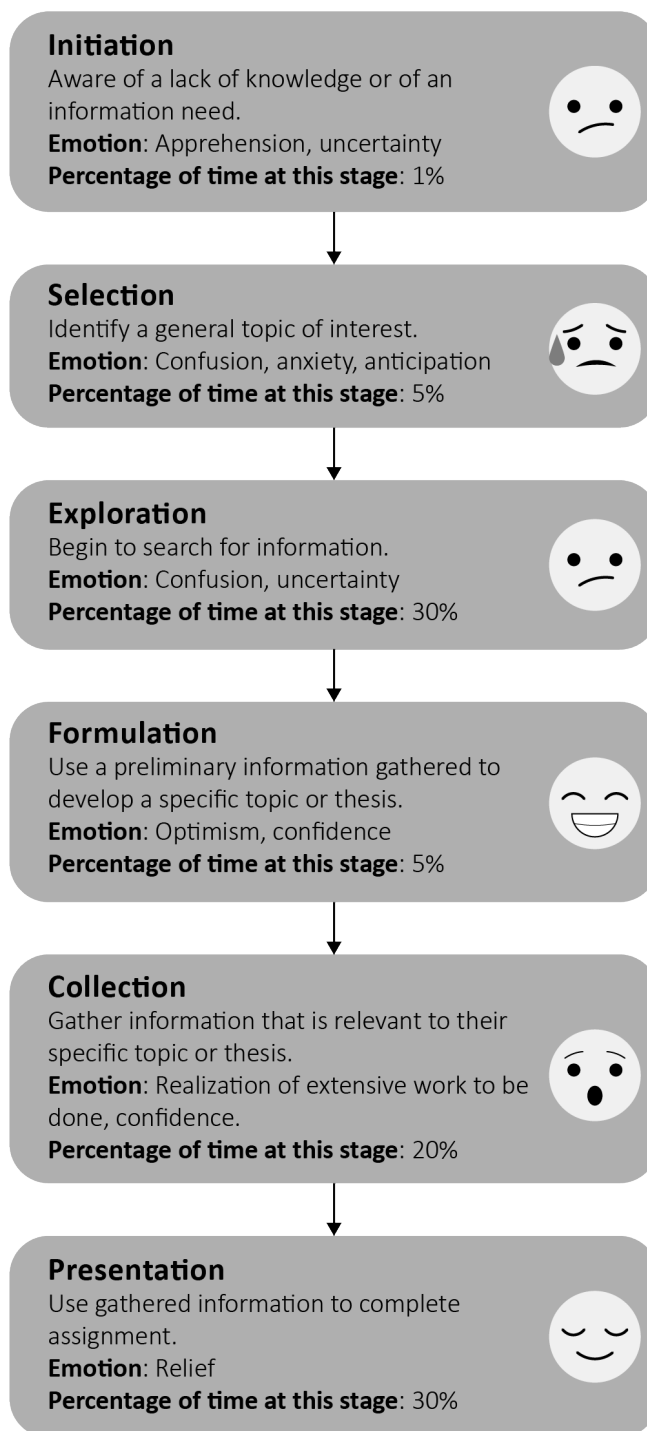 Initiation
Aware of a lack of knowledge or of an
information need.
Emotion: Apprehension, uncertainty
Percentage of time at this stage: 1%
Selection
Identify a general topic of interest.
Emotion: Confusion, anxiety, anticipation
Percentage of time at this stage: 5%
Exploration
Begin to search for information.
Emotion: Confusion, uncertainty
Percentage of time at this stage: 30%
Formulation
Use a preliminary information gathered to
develop a specific topic or thesis.
Emotion: Optimism, confidence
Percentage of time at this stage: 5%
Collection
Gather information that is relevant to their
specific topic or thesis.
Emotion: Realization of extensive work to be
done, confidence.
Percentage of time at this stage: 20%
Presentation
Use gathered information to complete
assignment.
Emotion: Relief
Percentage of time at this stage: 30%